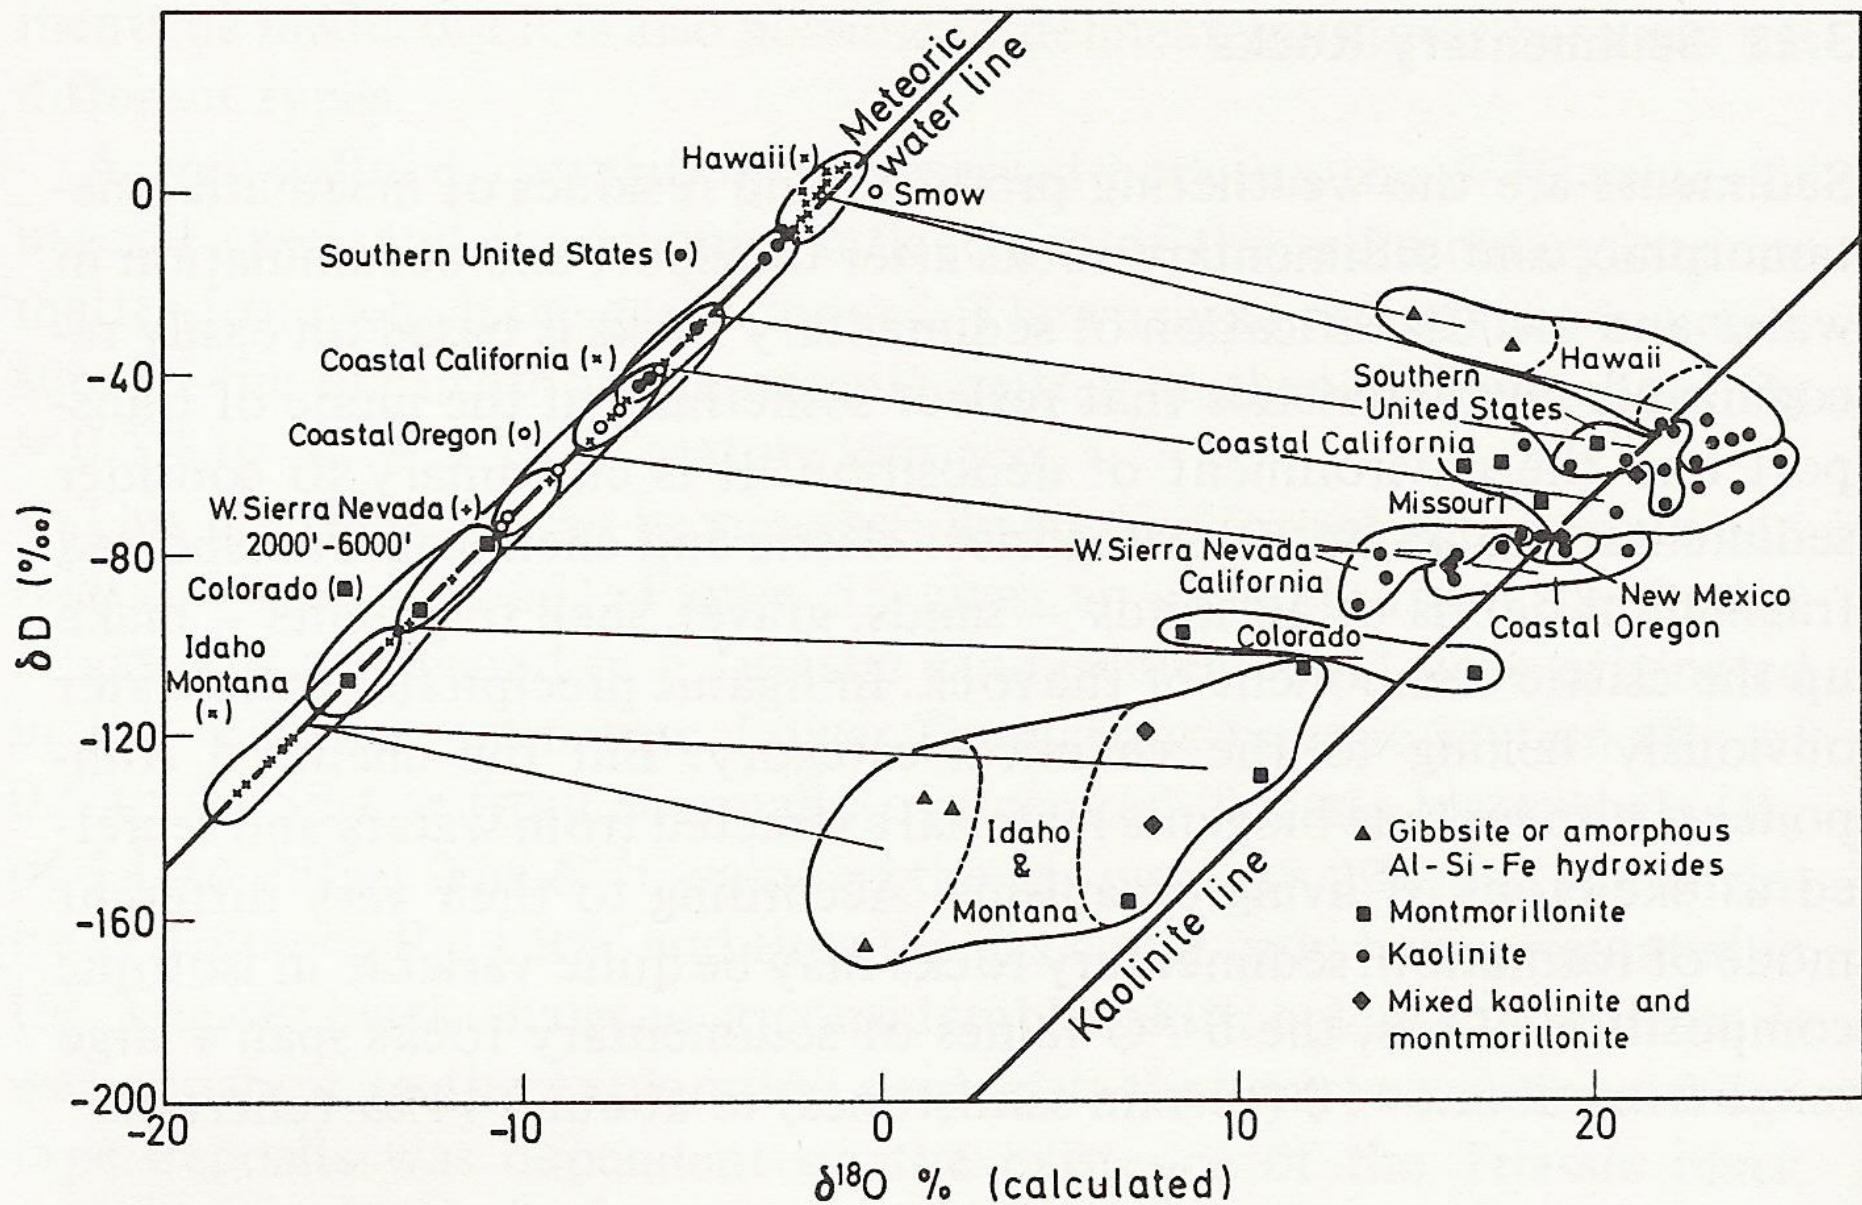 Meteoric
water line
Hawaii (×)
Smow
0
Southern United States (•)
Coastal California (×)
-40
Hawaii
Southern
United States
Coastal California
Coastal Oregon (○)
Missouri
W. Sierra Nevada (+)
2000'-6000'
-80
W. Sierra Nevada
California
Colorado (■)
New Mexico
Coastal Oregon
Colorado
Idaho
Montana
(×)
δD (‰)
-120
Idaho
&
Montana
Kaolinite line
▲ Gibbsite or amorphous
Al-Si-Fe hydroxides
■ Montmorillonite
● Kaolinite
◆ Mixed kaolinite and
montmorillonite
-160
-200
-20 -10 0 10 20
δ¹⁸O % (calculated)